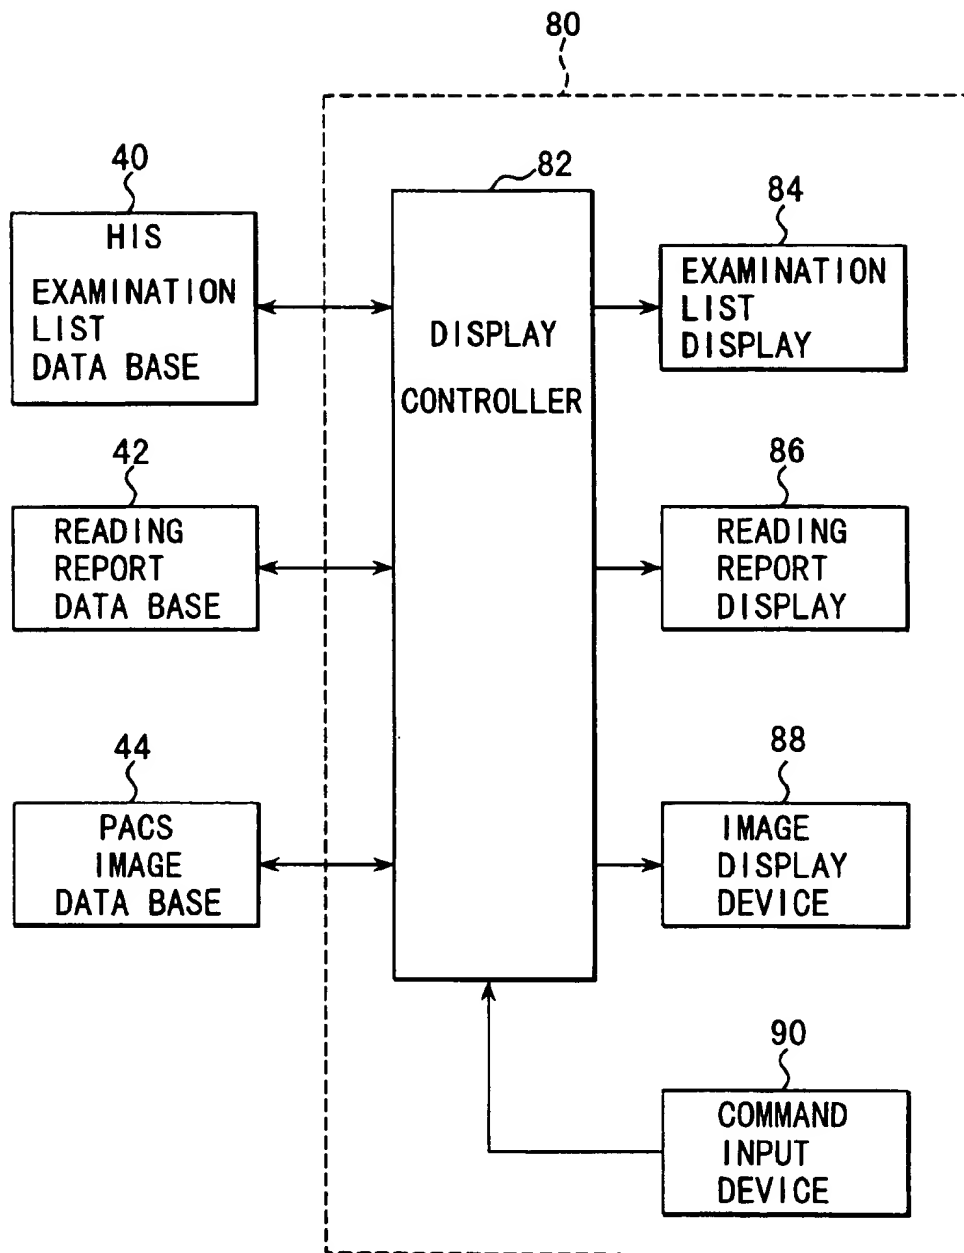 80
40
HIS
EXAMINATION
LIST
DATA BASE
82
DISPLAY
CONTROLLER
84
EXAMINATION
LIST
DISPLAY
42
READING
REPORT
DATA BASE
86
READING
REPORT
DISPLAY
44
PACS
IMAGE
DATA BASE
88
IMAGE
DISPLAY
DEVICE
90
COMMAND
INPUT
DEVICE